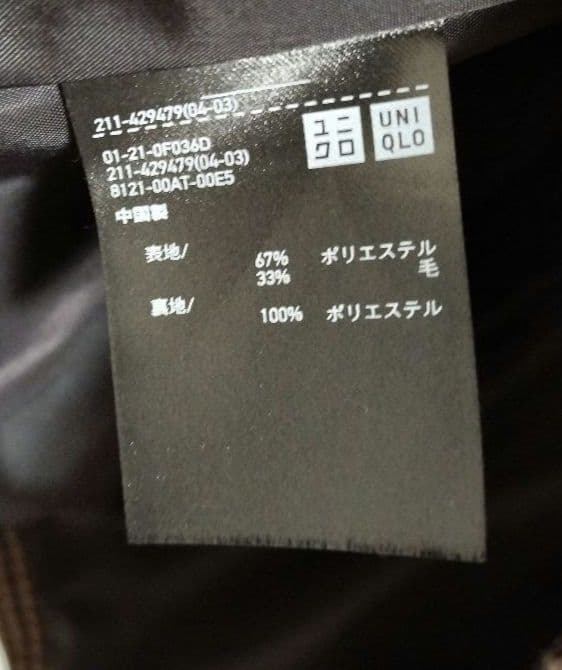 211-429479(04-03)
ユニ
クロ
UNI
QLO
01-21-0F036D
211-429479(04-03)
8121-00AT-00E5
中国製
表地/ 67% ポリエステル
33% 毛
裏地/ 100% ポリエステル